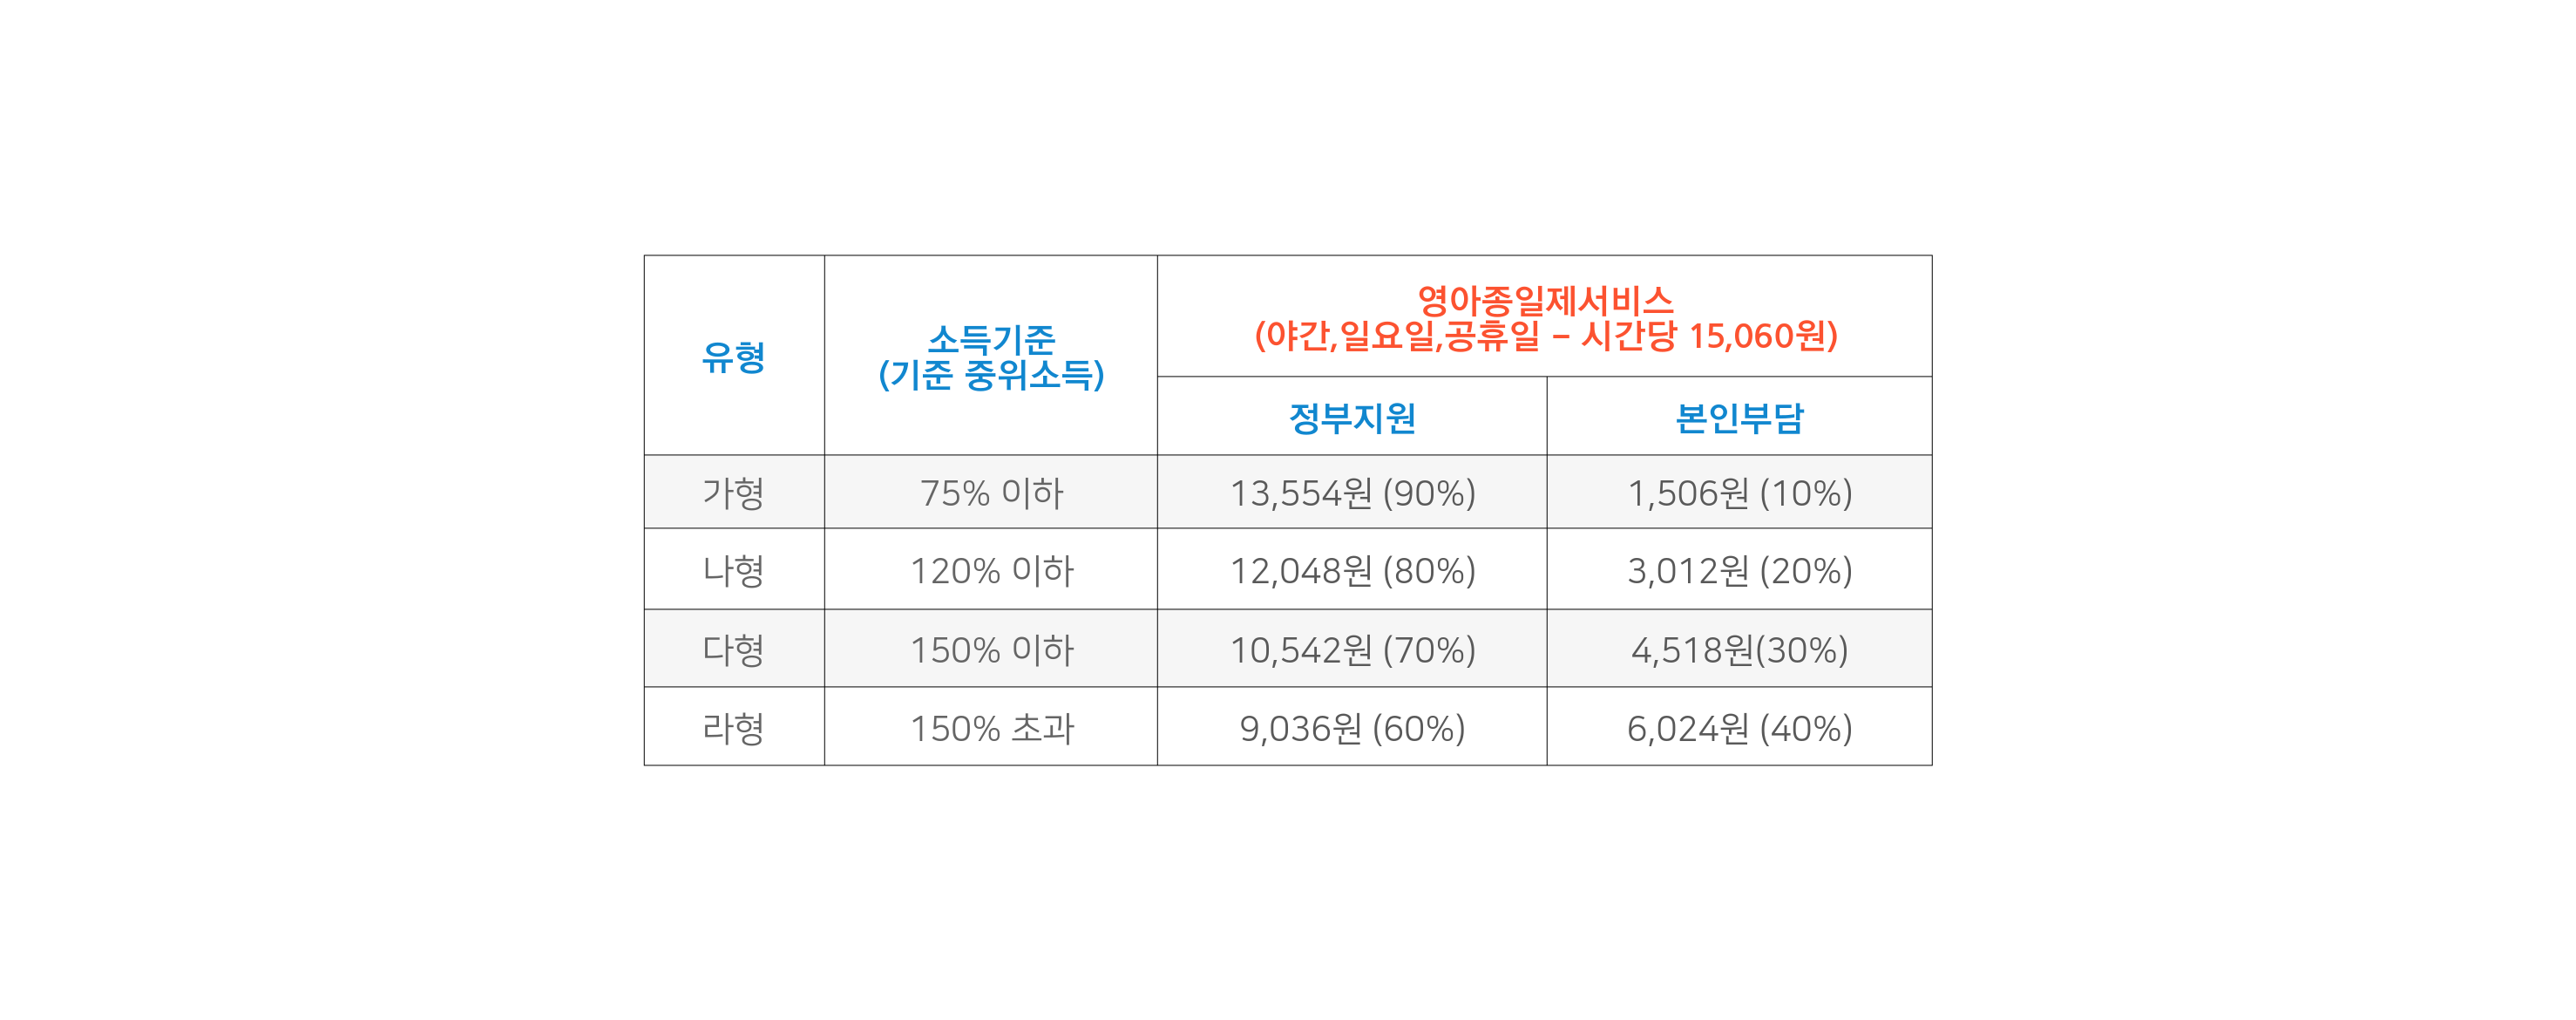 유형
소득기준
(기준 중위소득)
영아종일제서비스
(야간,일요일,공휴일 – 시간당 15,060원)
정부지원
본인부담
가형 75% 이하 13,554원 (90%) 1,506원 (10%)
나형 120% 이하 12,048원 (80%) 3,012원 (20%)
다형 150% 이하 10,542원 (70%) 4,518원(30%)
라형 150% 초과 9,036원 (60%) 6,024원 (40%)